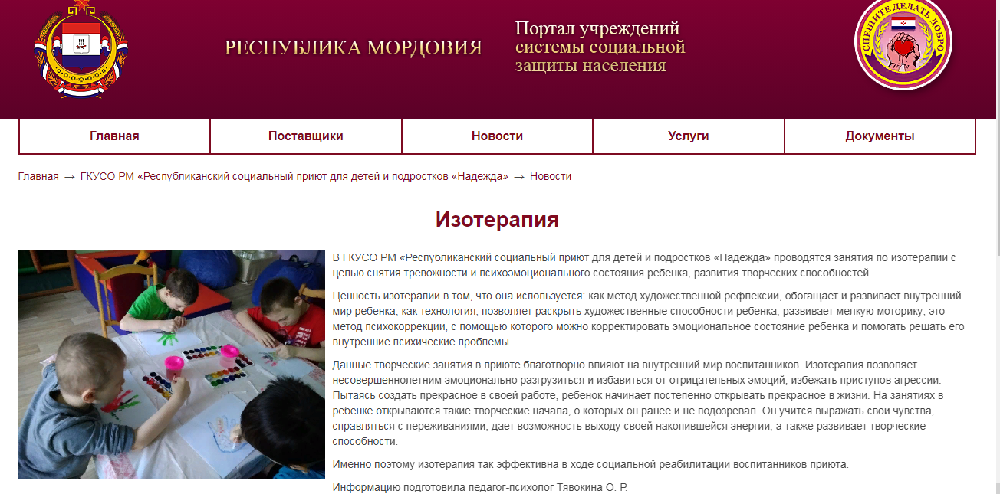 РЕСПУБЛИКА МОРДОВИЯ
Портал учреждений
системы социальной
защиты населения
СПЕШИТЕ ДЕЛАТЬ ДОБРО
Главная
Поставщики
Новости
Услуги
Документы
Главная → ГКУСО РМ «Республиканский социальный приют для детей и подростков «Надежда» → Новости
Изотерапия
В ГКУСО РМ «Республиканский социальный приют для детей и подростков «Надежда» проводятся занятия по изотерапии с
целью снятия тревожности и психоэмоционального состояния ребенка, развития творческих способностей.
Ценность изотерапии в том, что она используется: как метод художественной рефлексии, обогащает и развивает внутренний
мир ребенка; как технология, позволяет раскрыть художественные способности ребенка, развивает мелкую моторику; это
метод психокоррекции, с помощью которого можно корректировать эмоциональное состояние ребенка и помогать решать его
внутренние психические проблемы.
Данные творческие занятия в приюте благотворно влияют на внутренний мир воспитанников. Изотерапия позволяет
несовершеннолетним эмоционально разгрузиться и избавиться от отрицательных эмоций, избежать приступов агрессии.
Пытаясь создать прекрасное в своей работе, ребенок начинает постепенно открывать прекрасное в жизни. На занятиях в
ребенке открываются такие творческие начала, о которых он ранее и не подозревал. Он учится выражать свои чувства,
справляться с переживаниями, дает возможность выходу своей накопившейся энергии, а также развивает творческие
способности.
Именно поэтому изотерапия так эффективна в ходе социальной реабилитации воспитанников приюта.
Информацию подготовила педагог-психолог Тявокина О. Р.